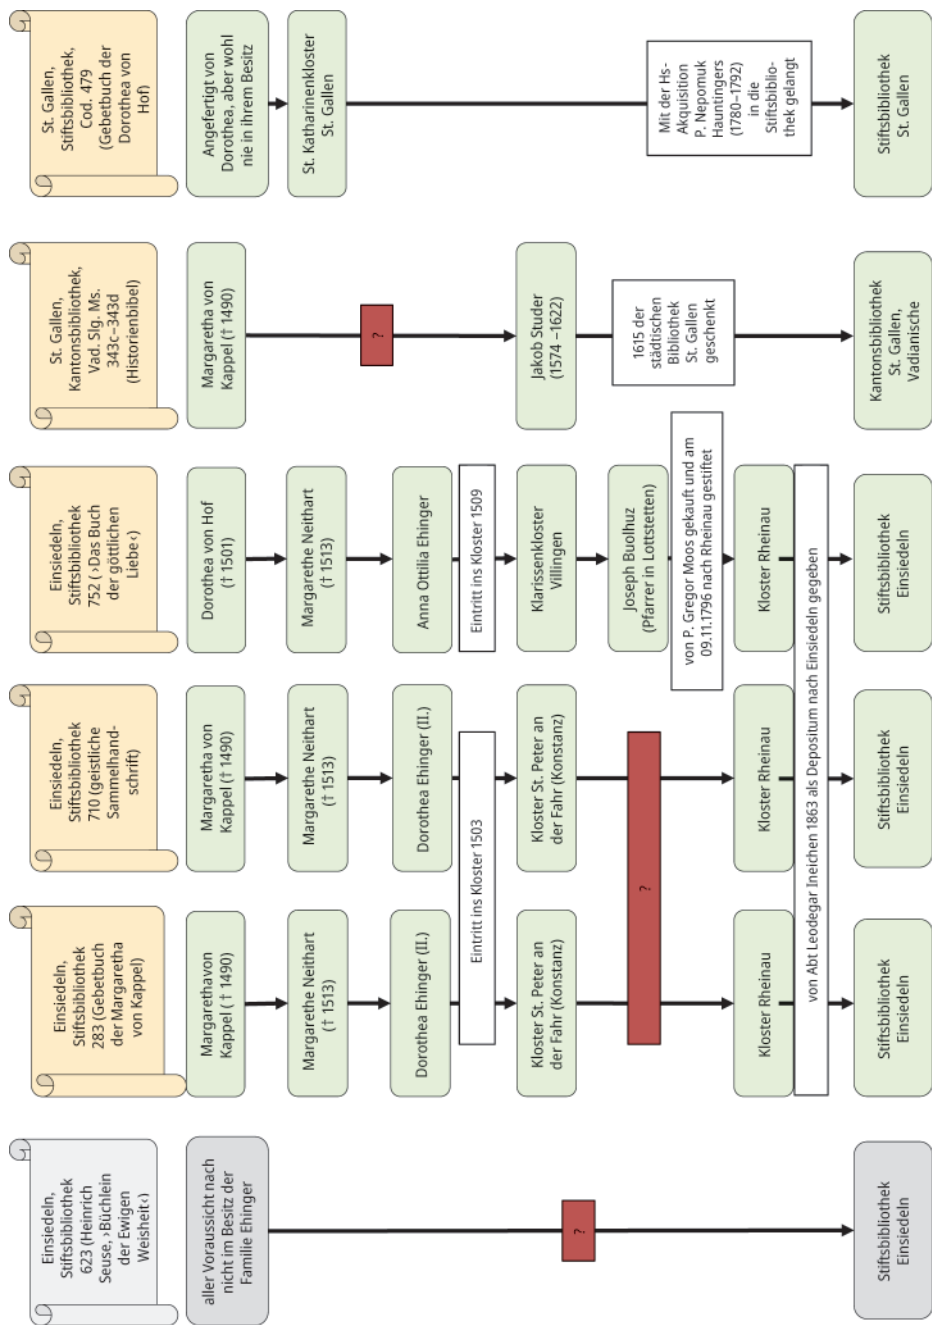 Einsiedeln,
Stiftsbibliothek
623 (Heinrich
Seuse, ›Büchlein
der Ewigen
Weisheit‹)
aller Voraussicht nach
nicht im Besitz der
Familie Ehinger
?
Stiftsbibliothek
Einsiedeln
Einsiedeln,
Stiftsbibliothek
283 (Gebetbuch
der Margaretha
von Kappel)
Margarethavon
Kappel († 1490)
Margarethe Neithart
(† 1513)
Dorothea Ehinger (II.)
Eintritt ins Kloster 1503
Kloster St. Peter an
der Fahr (Konstanz)
?
Kloster Rheinau
von Abt Leodegar Ineichen 1863 als Depositum nach Einsiedeln gegeben
Stiftsbibliothek
Einsiedeln
Einsiedeln,
Stiftsbibliothek
710 (geistliche
Sammelhand-
schrift)
Margaretha von
Kappel († 1490)
Margarethe Neithart
(† 1513)
Dorothea Ehinger (II.)
Kloster St. Peter an
der Fahr (Konstanz)
Kloster Rheinau
Stiftsbibliothek
Einsiedeln
Einsiedeln,
Stiftsbibliothek
752 (›Das Buch
der göttlichen
Liebe‹)
Dorothea von Hof
(† 1501)
Margarethe Neithart
(† 1513)
Anna Ottilia Ehinger
Eintritt ins Kloster 1509
Klarissenkloster
Villingen
Joseph Buolhuz
(Pfarrer in Lottstetten)
von P. Gregor Moos gekauft und am
09.11.1796 nach Rheinau gestiftet
Kloster Rheinau
Stiftsbibliothek
Einsiedeln
St. Gallen,
Kantonsbibliothek,
Vad. Slg. Ms.
343c–343d
(Historienbibel)
Margaretha von
Kappel († 1490)
?
Jakob Studer
(1574 –1622)
1615 der
städtischen
Bibliothek
St. Gallen
geschenkt
Kantonsbibliothek
St. Gallen,
Vadianische
St. Gallen,
Stiftsbibliothek,
Cod. 479
(Gebetbuch der
Dorothea von
Hof)
Angefertigt von
Dorothea, aber wohl
nie in ihrem Besitz
St. Katharinenkloster
St. Gallen
Mit der Hs-
Akquisition
P. Nepomuk
Hauntingers
(1780–1792)
in die
Stiftsbiblio-
thek gelangt
Stiftsbibliothek
St. Gallen